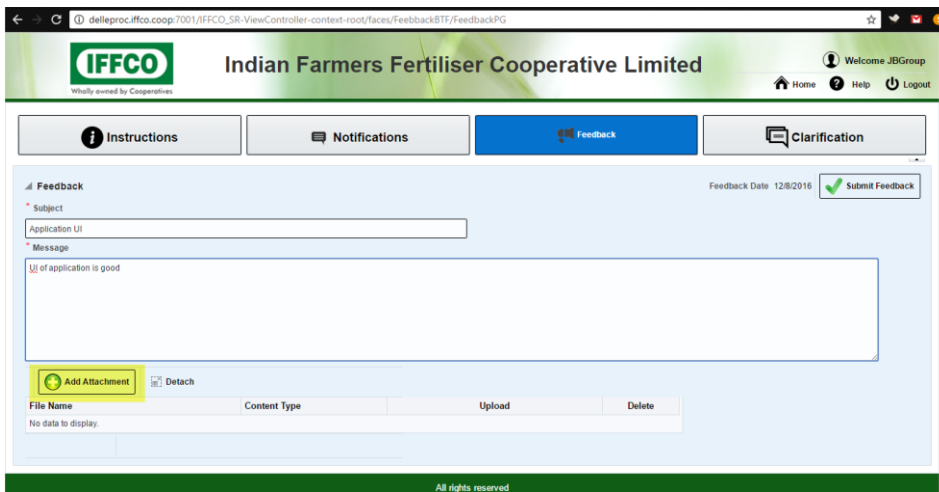 delleproc.iffco.coop:7001/IFFCO_SR-ViewController-context-root/faces/FeebbackBTF/FeedbackPG
IFFCO
Wholly owned by Cooperatives
Indian Farmers Fertiliser Cooperative Limited
Welcome JBGroup
Home Help Logout
Instructions Notifications Feedback Clarification
Feedback Feedback Date 12/8/2016 Submit Feedback
* Subject
Application UI
* Message
UI of application is good
Add Attachment Detach
File Name Content Type Upload Delete
No data to display.
All rights reserved